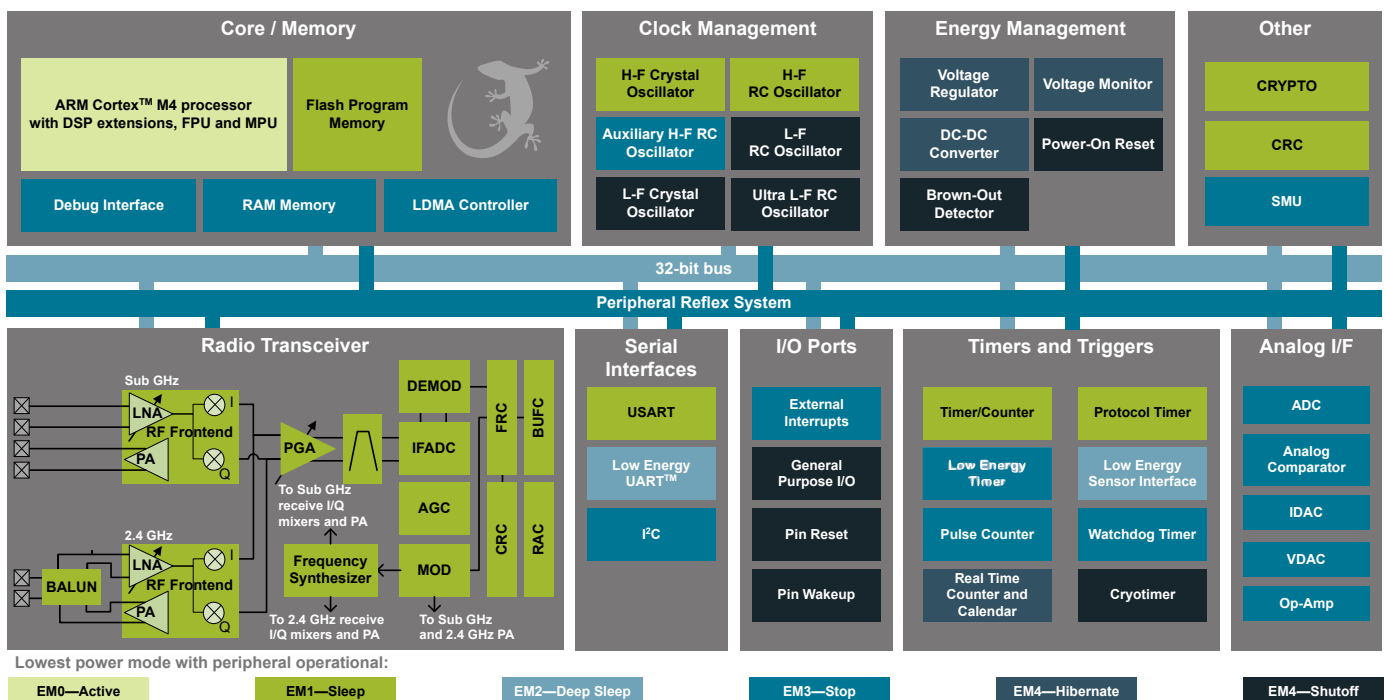 Core / Memory
ARM Cortex™ M4 processor
with DSP extensions, FPU and MPU
Flash Program
Memory
Debug Interface
RAM Memory
LDMA Controller
Clock Management
H-F Crystal
Oscillator
H-F
RC Oscillator
Auxiliary H-F RC
Oscillator
L-F
RC Oscillator
L-F Crystal
Oscillator
Ultra L-F RC
Oscillator
Energy Management
Voltage
Regulator
Voltage Monitor
DC-DC
Converter
Power-On Reset
Brown-Out
Detector
Other
CRYPTO
CRC
SMU
32-bit bus
Peripheral Reflex System
Radio Transceiver
Sub GHz
LNA
RF Frontend
PA
I
Q
PGA
DEMOD
IFADC
AGC
MOD
FRC
BUFC
CRC
RAC
To Sub GHz
receive I/Q
mixers and PA
2.4 GHz
BALUN
LNA
RF Frontend
PA
I
Q
Frequency
Synthesizer
To 2.4 GHz receive
I/Q mixers and PA
To Sub GHz
and 2.4 GHz PA
Serial
Interfaces
USART
Low Energy
UART™
I²C
I/O Ports
External
Interrupts
General
Purpose I/O
Pin Reset
Pin Wakeup
Timers and Triggers
Timer/Counter
Protocol Timer
Low Energy
Timer
Low Energy
Sensor Interface
Pulse Counter
Watchdog Timer
Real Time
Counter and
Calendar
Cryotimer
Analog I/F
ADC
Analog
Comparator
IDAC
VDAC
Op-Amp
Lowest power mode with peripheral operational:
EM0—Active
EM1—Sleep
EM2—Deep Sleep
EM3—Stop
EM4—Hibernate
EM4—Shutoff